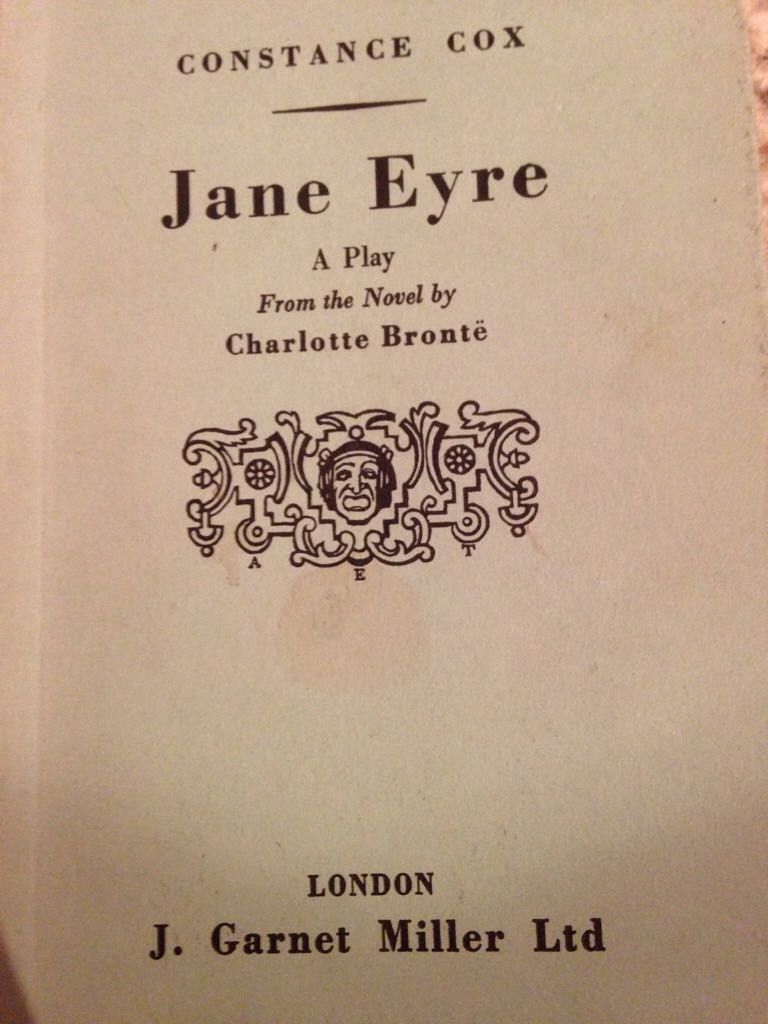 CONSTANCE COX
Jane Eyre
A Play
From the Novel by
Charlotte Brontë
A E T
LONDON
J. Garnet Miller Ltd